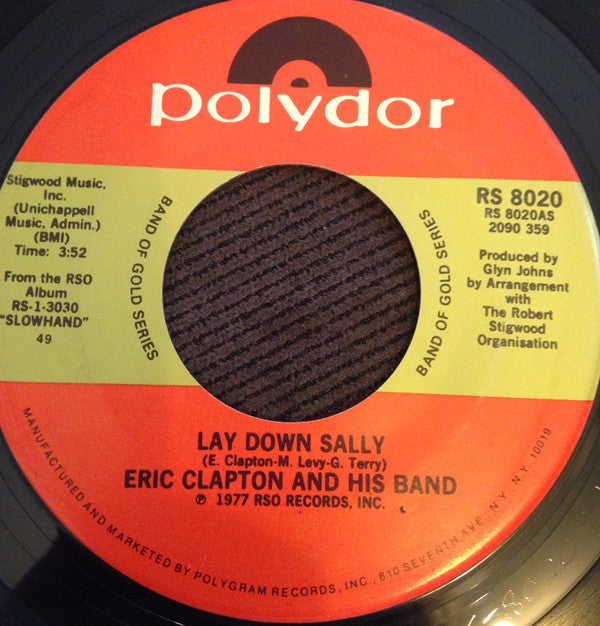 polydor
Stigwood Music,
Inc.
(Unichappell
Music, Admin.)
(BMI)
Time: 3:52
From the RSO
Album
RS-1-3030
"SLOWHAND"
49
BAND OF GOLD SERIES
BAND OF GOLD SERIES
RS 8020
RS 8020AS
2090 359
Produced by
Glyn Johns
by Arrangement
with
The Robert
Stigwood
Organisation
LAY DOWN SALLY
(E. Clapton-M. Levy-G. Terry)
ERIC CLAPTON AND HIS BAND
℗ 1977 RSO RECORDS, INC.
MANUFACTURED AND MARKETED BY POLYGRAM RECORDS, INC., 810 SEVENTH AVE., N.Y., N.Y. 10019